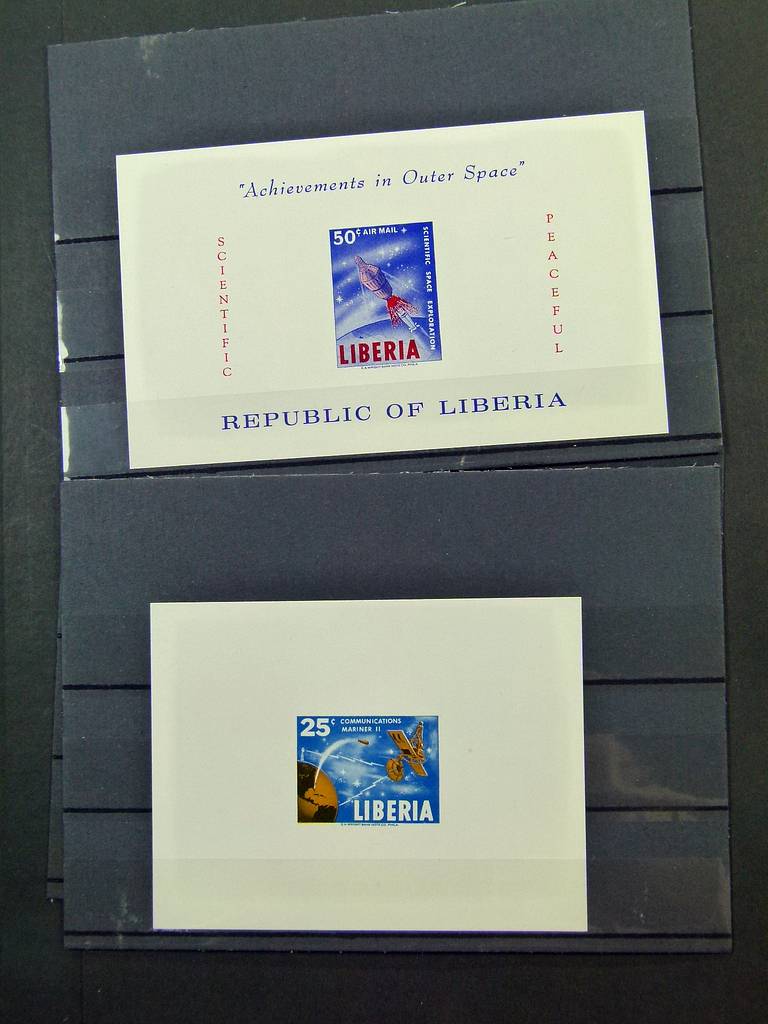 "Achievements in Outer Space"
SCIENTIFIC
50¢ AIR MAIL
SCIENTIFIC SPACE EXPLORATION
LIBERIA
PEACEFUL
REPUBLIC OF LIBERIA
25¢ COMMUNICATIONS
MARINER II
LIBERIA